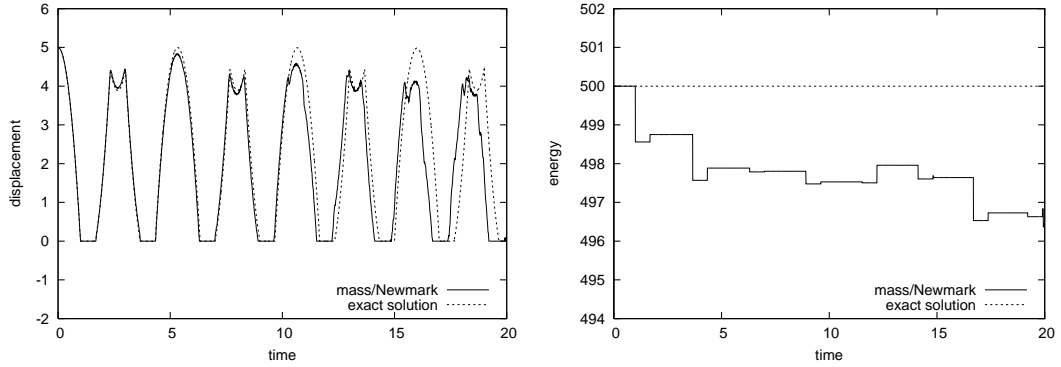 6
5
4
3
2
1
0
-1
-2
displacement
mass/Newmark
exact solution
0 5 10 15 20
time
502
501
500
499
498
497
496
495
494
energy
mass/Newmark
exact solution
0 5 10 15 20
time